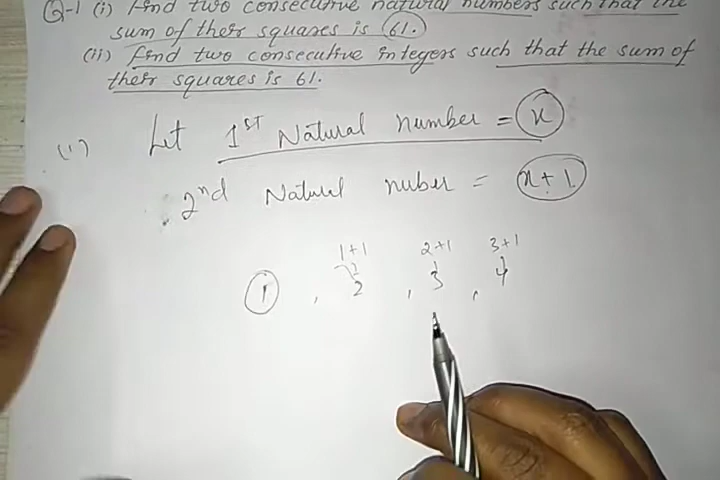 Q-1 (i) Find two consecutive natural numbers such that the
sum of their squares is 61.
(ii) find two consecutive integers such that the sum of
their squares is 61.
(i) Let 1st Natural number = x
2nd Natural nuber = x+1
1+1 2+1 3+1
1, 2, 3, 4